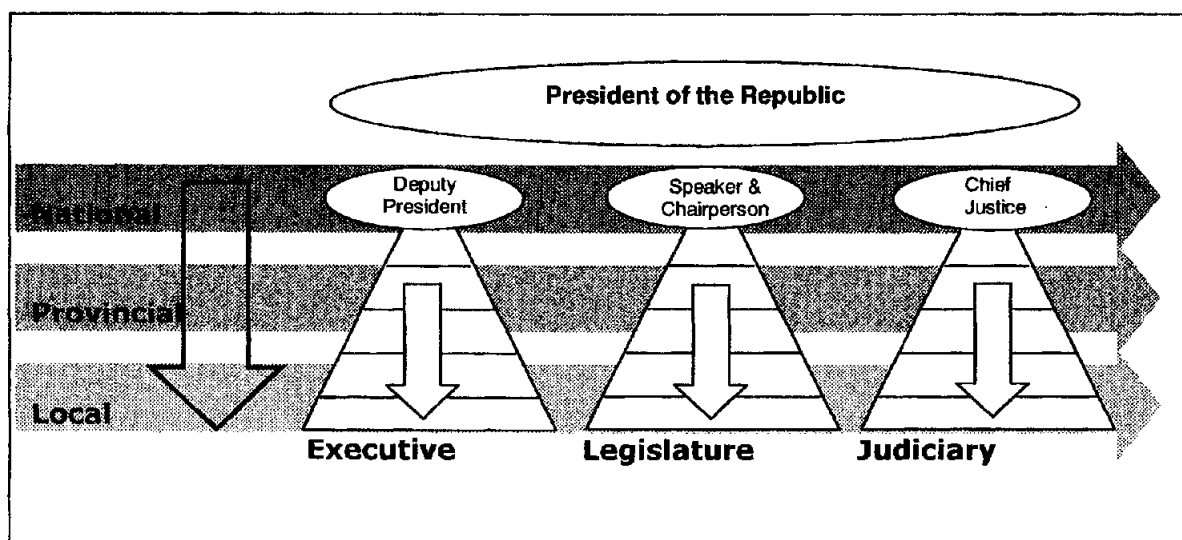 President of the Republic
Deputy
President
Speaker &
Chairperson
Chief
Justice
National
Provincial
Local
Executive
Legislature
Judiciary